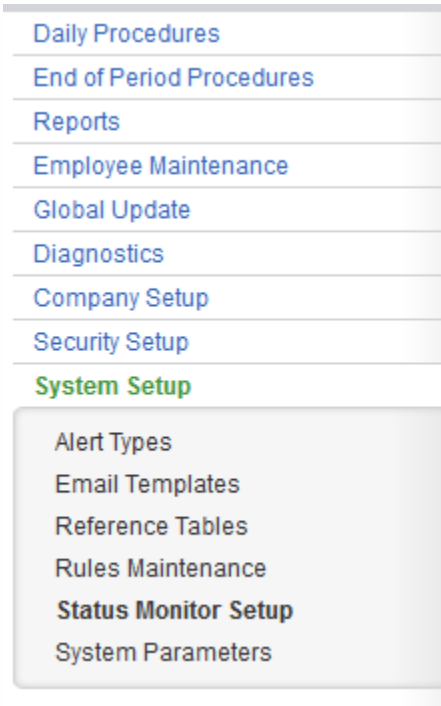 Daily Procedures
End of Period Procedures
Reports
Employee Maintenance
Global Update
Diagnostics
Company Setup
Security Setup
System Setup
Alert Types
Email Templates
Reference Tables
Rules Maintenance
Status Monitor Setup
System Parameters